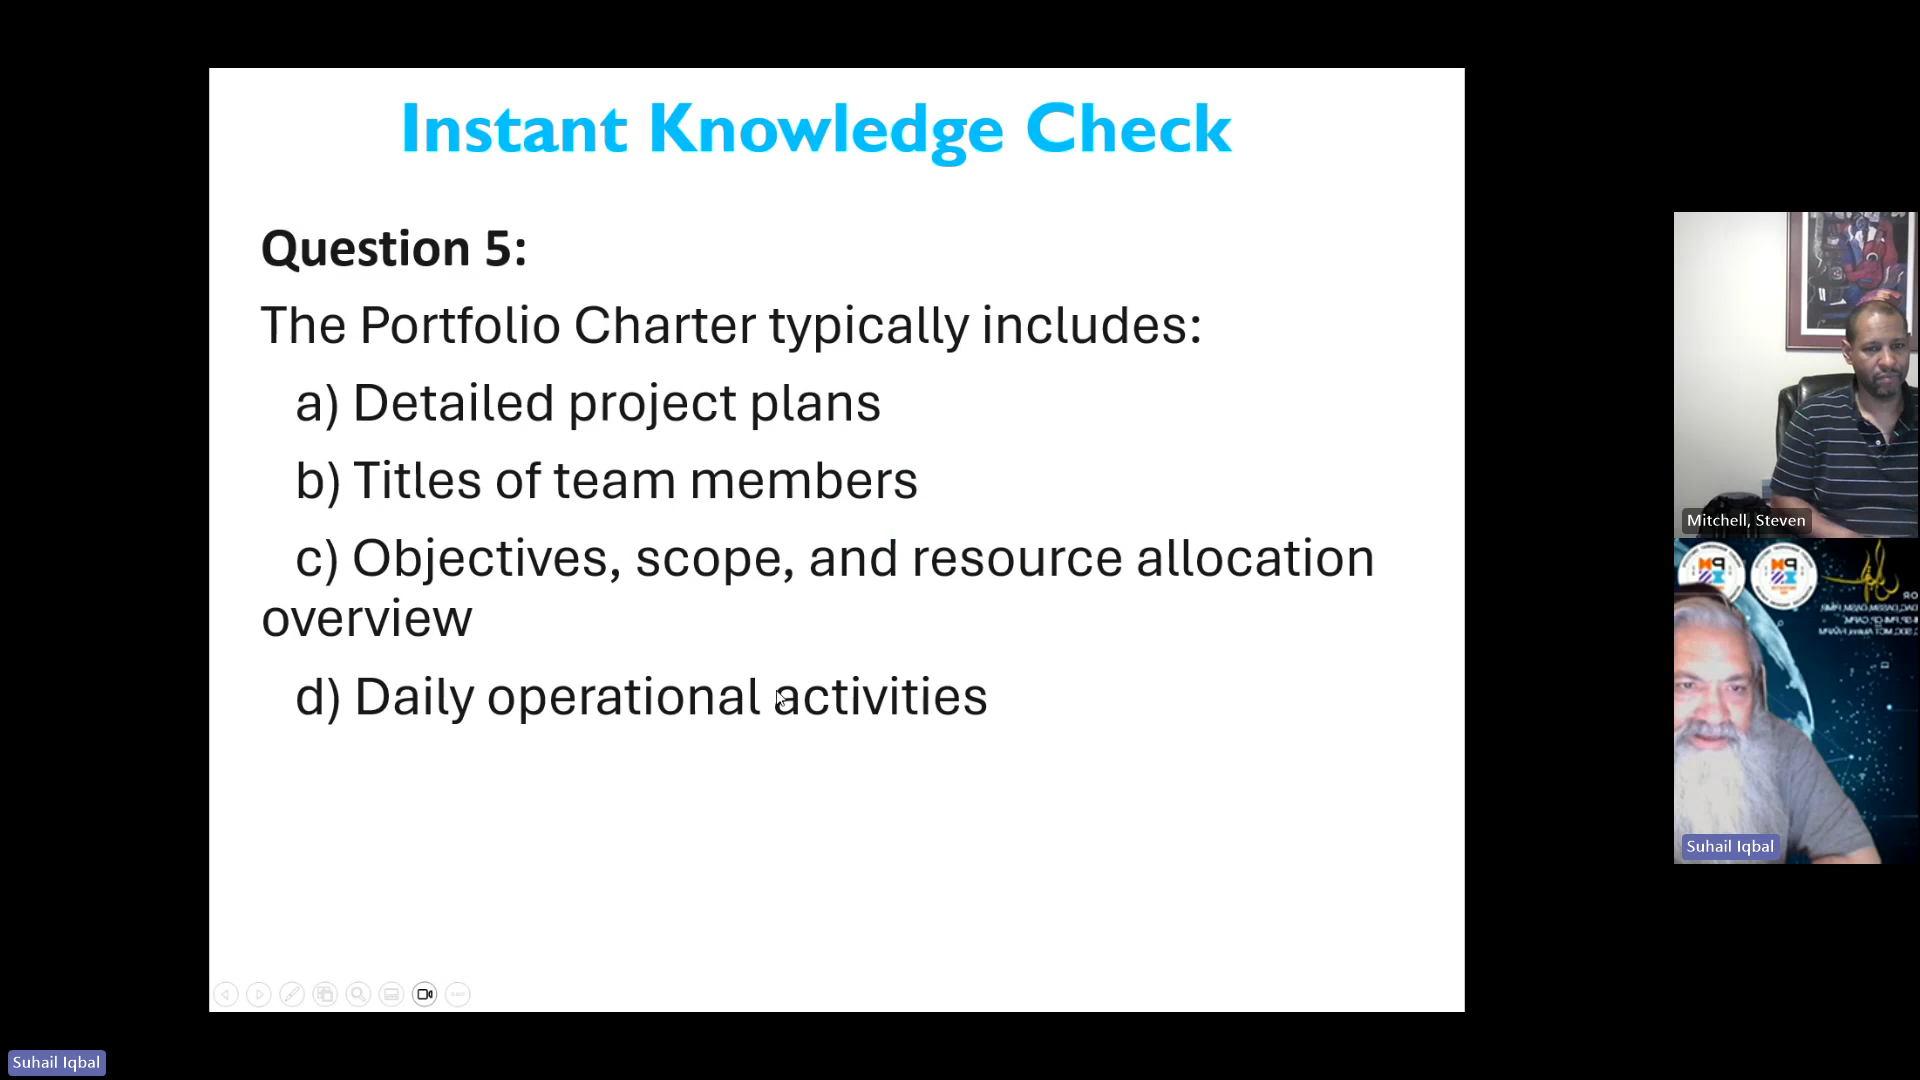 Instant Knowledge Check
Question 5:
The Portfolio Charter typically includes:
a) Detailed project plans
b) Titles of team members
c) Objectives, scope, and resource allocation
overview
d) Daily operational activities
Mitchell, Steven
Suhail Iqbal
Suhail Iqbal